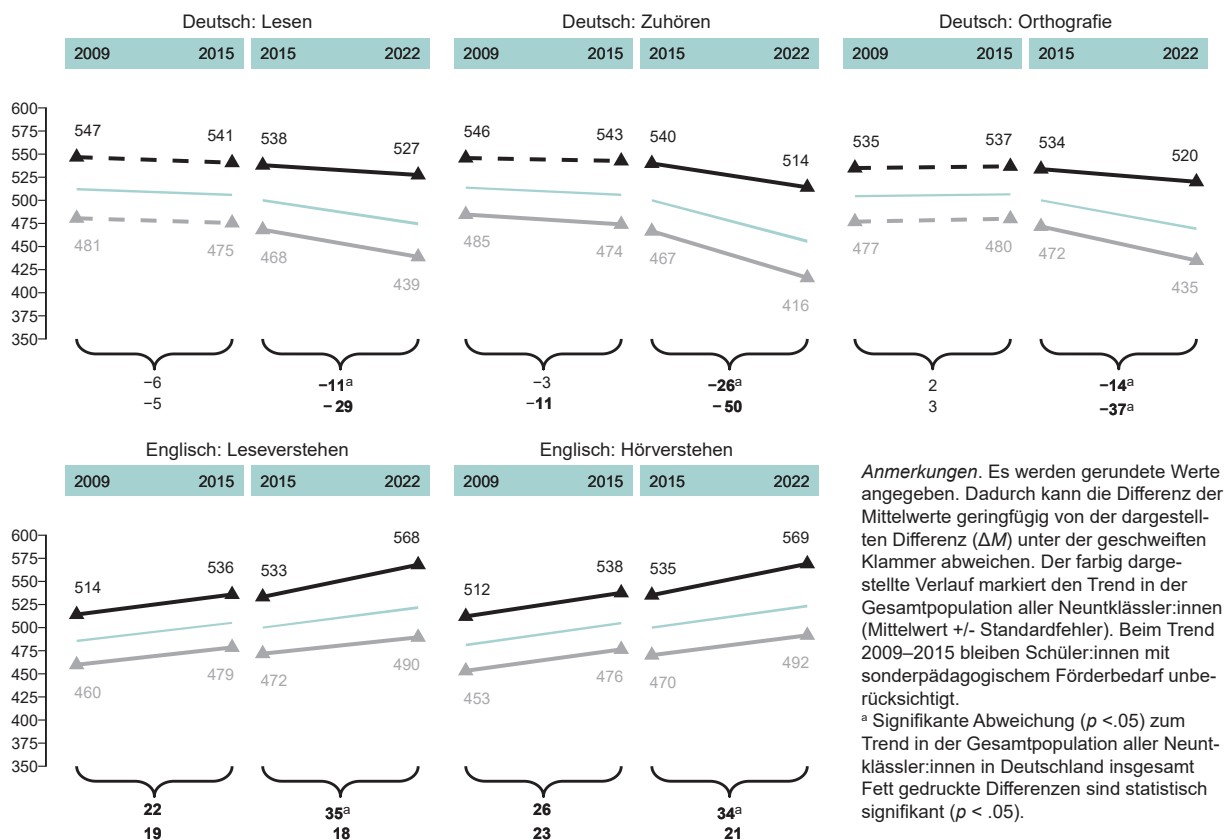 Deutsch: Lesen
Deutsch: Zuhören
Deutsch: Orthografie
2009 2015 2015 2022
2009 2015 2015 2022
2009 2015 2015 2022
600
575
550
525
500
475
450
425
400
375
350
547 541 538 527
481 475 468 439
546 543 540 514
485 474 467 416
535 537 534 520
477 480 472 435
−6 −11ᵃ −3 −26ᵃ 2 −14ᵃ
−5 −29 −11 −50 3 −37ᵃ
Englisch: Leseverstehen
Englisch: Hörverstehen
2009 2015 2015 2022
2009 2015 2015 2022
600
575
550
525
500
475
450
425
400
375
350
514 536 533 568
460 479 472 490
512 538 535 569
453 476 470 492
22 35ᵃ 26 34ᵃ
19 18 23 21
Anmerkungen. Es werden gerundete Werte
angegeben. Dadurch kann die Differenz der
Mittelwerte geringfügig von der dargestell-
ten Differenz (ΔM) unter der geschweiften
Klammer abweichen. Der farbig darge-
stellte Verlauf markiert den Trend in der
Gesamtpopulation aller Neuntklässler:innen
(Mittelwert +/- Standardfehler). Beim Trend
2009–2015 bleiben Schüler:innen mit
sonderpädagogischem Förderbedarf unbe-
rücksichtigt.
ᵃ Signifikante Abweichung (p <.05) zum
Trend in der Gesamtpopulation aller Neunt-
klässler:innen in Deutschland insgesamt
Fett gedruckte Differenzen sind statistisch
signifikant (p < .05).